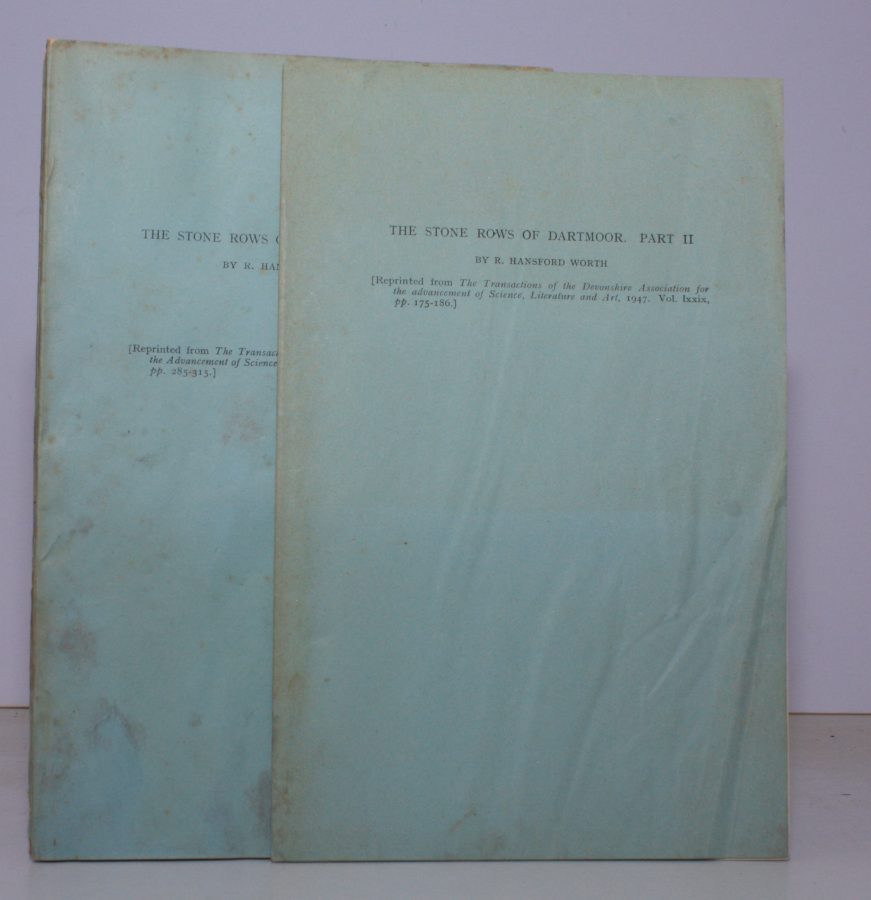 THE STONE ROWS
BY R.
[Reprinted from The
the Advancement of Science
pp. 285-315.]
THE STONE ROWS OF DARTMOOR. PART II
BY R. HANSFORD WORTH
[Reprinted from The Transactions of the Devonshire Association for
the advancement of Science, Literature and Art, 1947. Vol. lxxix,
pp. 175-186.]